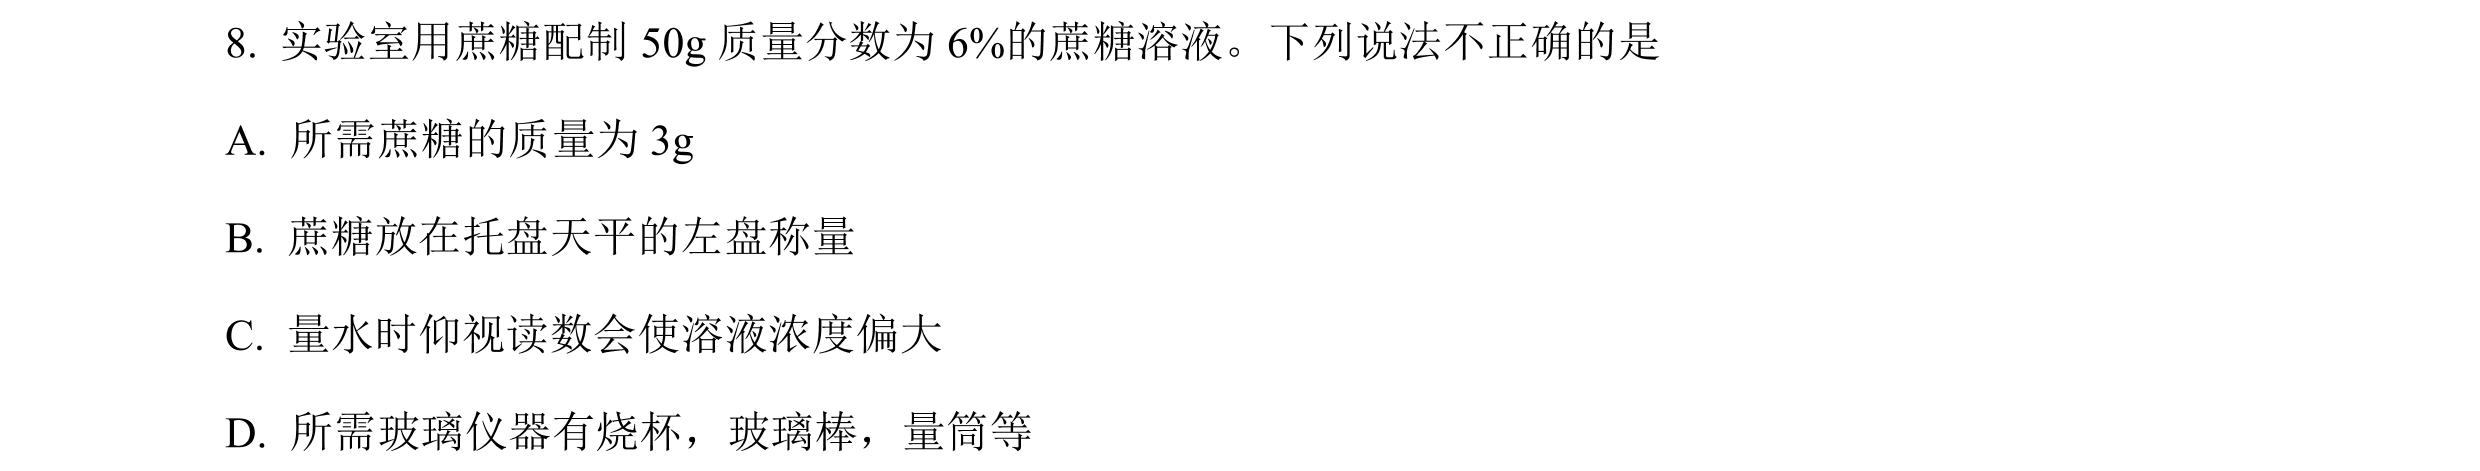 8. 实验室用蔗糖配制 50g 质量分数为 6%的蔗糖溶液。下列说法不正确的是
A. 所需蔗糖的质量为 3g
B. 蔗糖放在托盘天平的左盘称量
C. 量水时仰视读数会使溶液浓度偏大
D. 所需玻璃仪器有烧杯，玻璃棒，量筒等